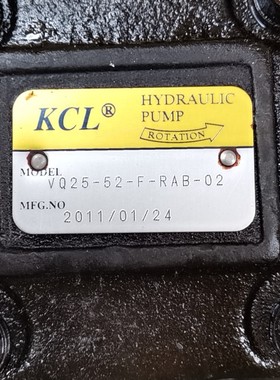 KCL® HYDRAULIC
PUMP
ROTATION
MODEL
VQ25-52-F-RAB-02
MFG.NO
2011/01/24